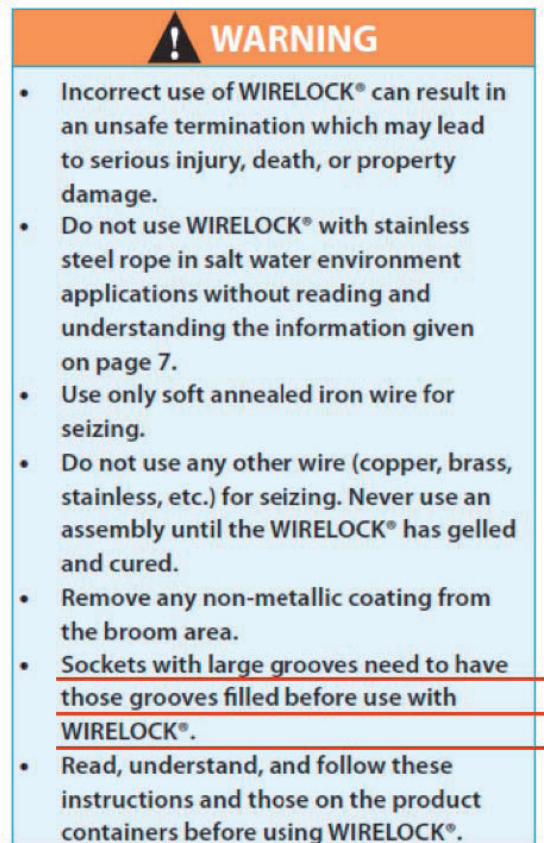 WARNING
• Incorrect use of WIRELOCK® can result in
an unsafe termination which may lead
to serious injury, death, or property
damage.
• Do not use WIRELOCK® with stainless
steel rope in salt water environment
applications without reading and
understanding the information given
on page 7.
• Use only soft annealed iron wire for
seizing.
• Do not use any other wire (copper, brass,
stainless, etc.) for seizing. Never use an
assembly until the WIRELOCK® has gelled
and cured.
• Remove any non-metallic coating from
the broom area.
• Sockets with large grooves need to have
those grooves filled before use with
WIRELOCK®.
• Read, understand, and follow these
instructions and those on the product
containers before using WIRELOCK®.